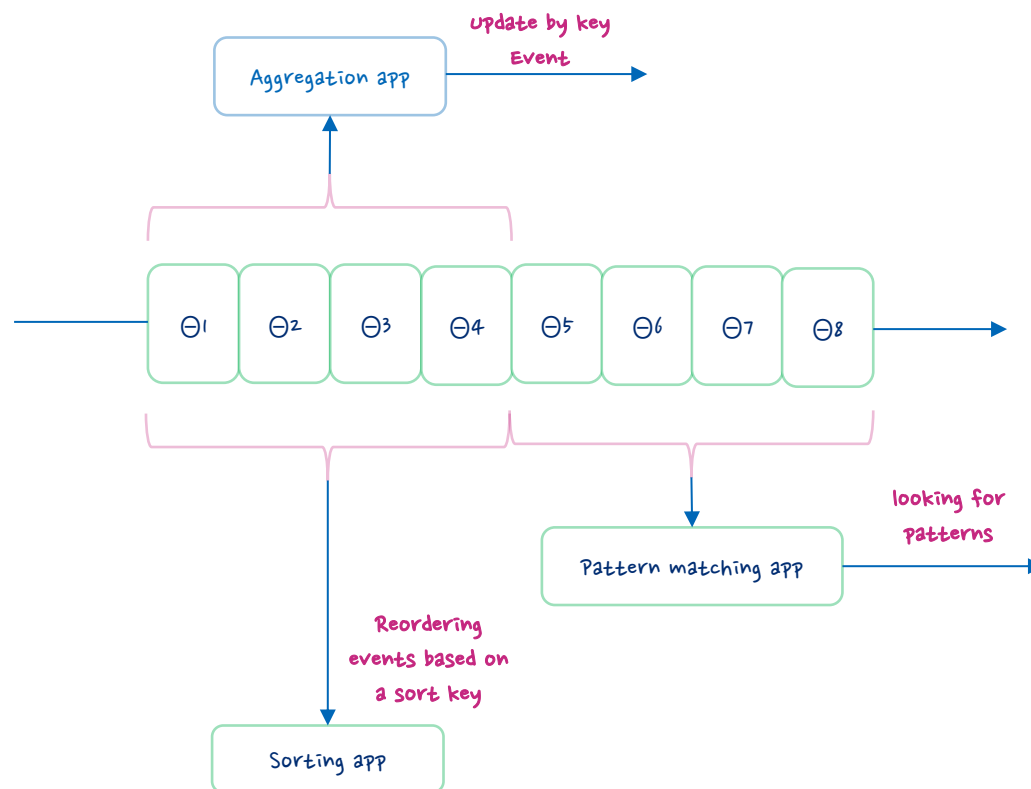 Update by key
Event
Aggregation app
Θ1
Θ2
Θ3
Θ4
Θ5
Θ6
Θ7
Θ8
looking for
patterns
Pattern matching app
Reordering
events based on
a sort key
Sorting app